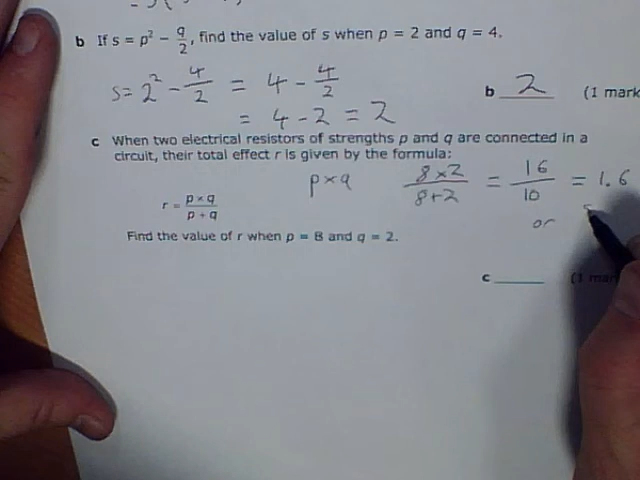 b If s = p² - q/2, find the value of s when p = 2 and q = 4.
s = 2² - 4/2 = 4 - 4/2
= 4 - 2 = 2
b 2 (1 mark
c When two electrical resistors of strengths p and q are connected in a
circuit, their total effect r is given by the formula:
p × q 8 × 2 / 8 + 2 = 16/10 = 1.6
r = p × q / p + q
or
Find the value of r when p = 8 and q = 2.
c (1 mar